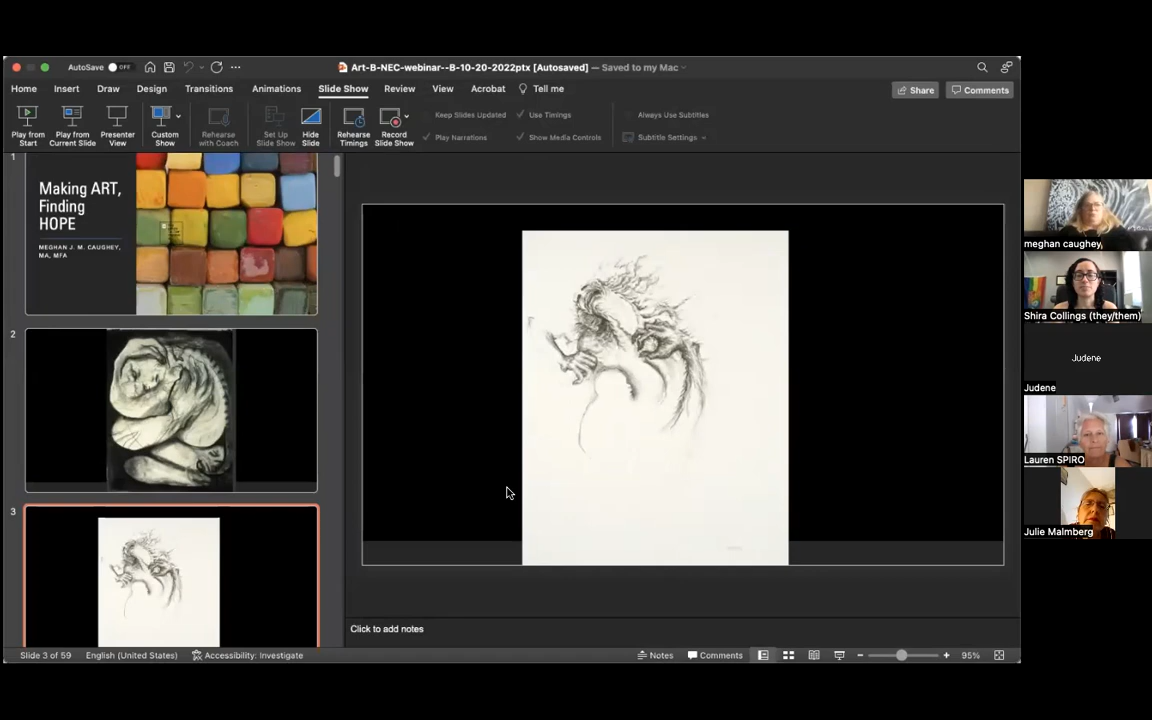 AutoSave OFF
Art-B-NEC-webinar--B-10-20-2022ptx [Autosaved] — Saved to my Mac
Home Insert Draw Design Transitions Animations Slide Show Review View Acrobat Tell me
Share Comments
Play from Start
Play from Current Slide
Presenter View
Custom Show
Rehearse with Coach
Set Up Slide Show
Hide Slide
Rehearse Timings
Record Slide Show
Keep Slides Updated
Use Timings
Always Use Subtitles
Play Narrations
Show Media Controls
Subtitle Settings
1
Making ART,
Finding
HOPE
MEGHAN J. M. CAUGHEY,
MA, MFA
2
3
Click to add notes
Slide 3 of 59 English (United States) Accessibility: Investigate
Notes Comments 95%
meghan caughey,
Shira Collings (they/them)
Judene
Judene
Lauren SPIRO
Julie Malmberg